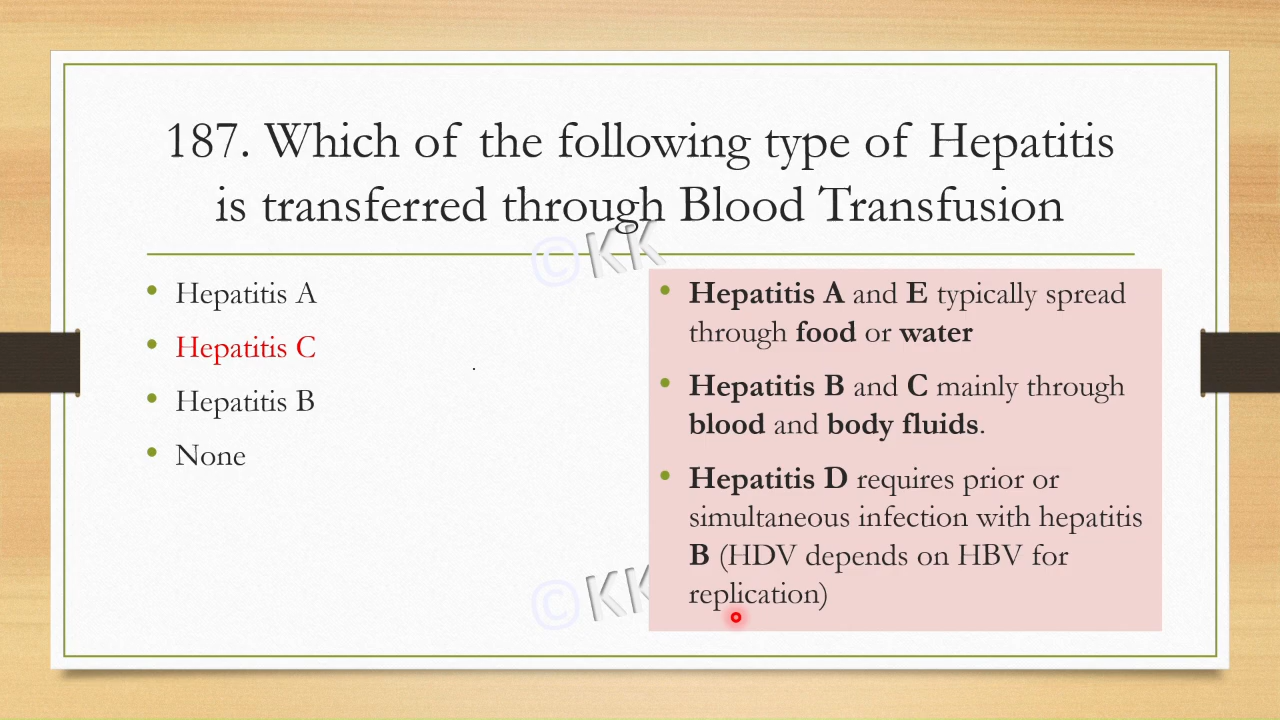 187. Which of the following type of Hepatitis
is transferred through Blood Transfusion
©KK
• Hepatitis A
• Hepatitis C
• Hepatitis B
• None
• Hepatitis A and E typically spread
through food or water
• Hepatitis B and C mainly through
blood and body fluids.
• Hepatitis D requires prior or
simultaneous infection with hepatitis
B (HDV depends on HBV for
replication)
©KK